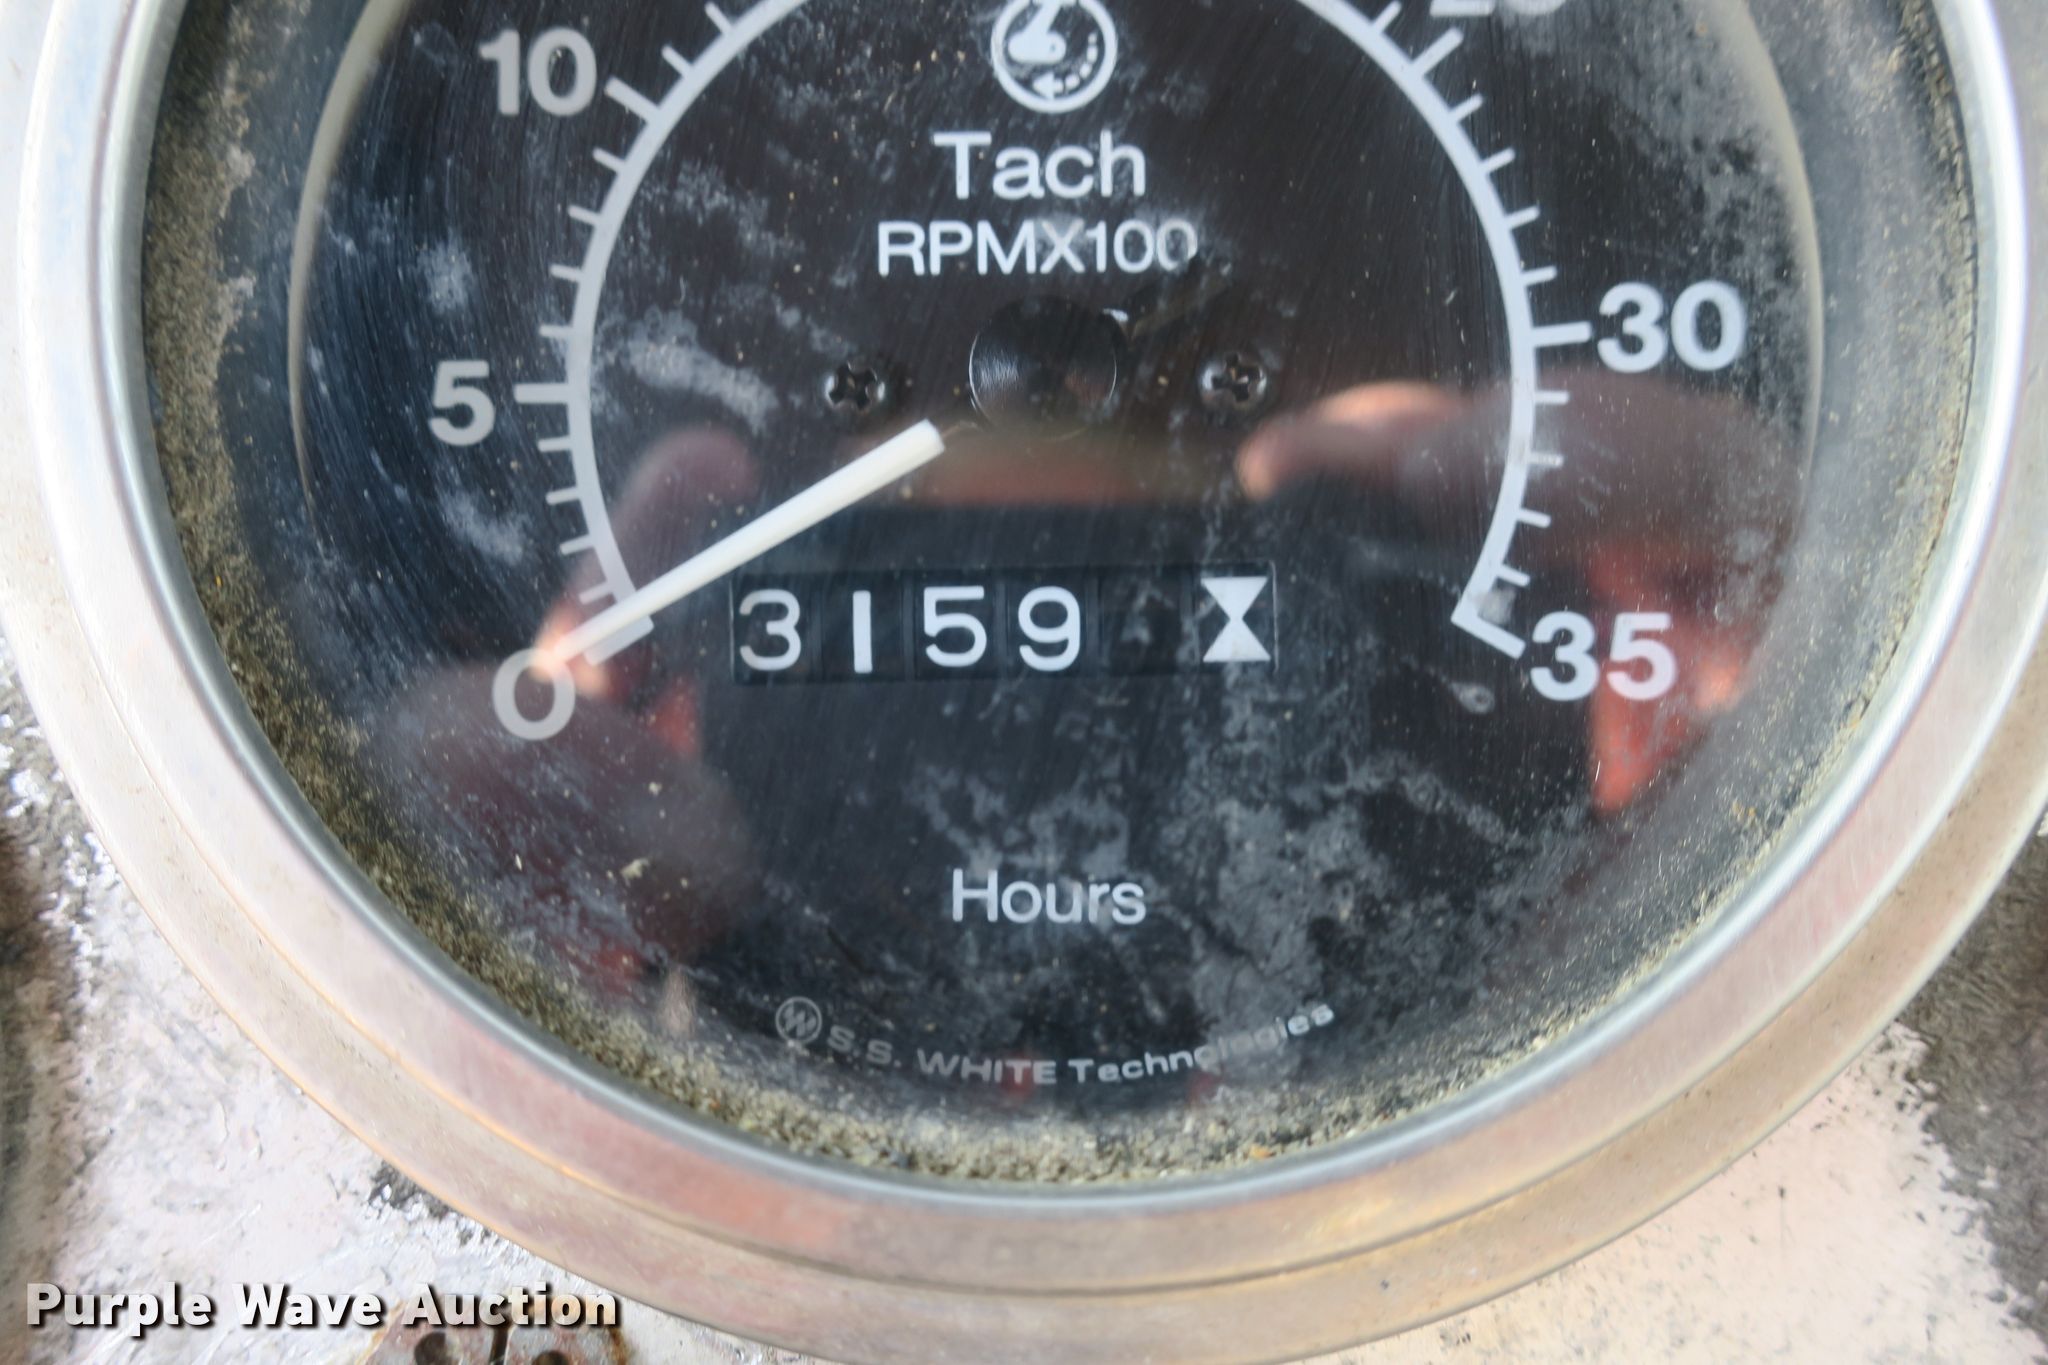 10
Tach
RPMX100
5
30
3159
0
35
Hours
S.S. WHITE Technologies
Purple Wave Auction